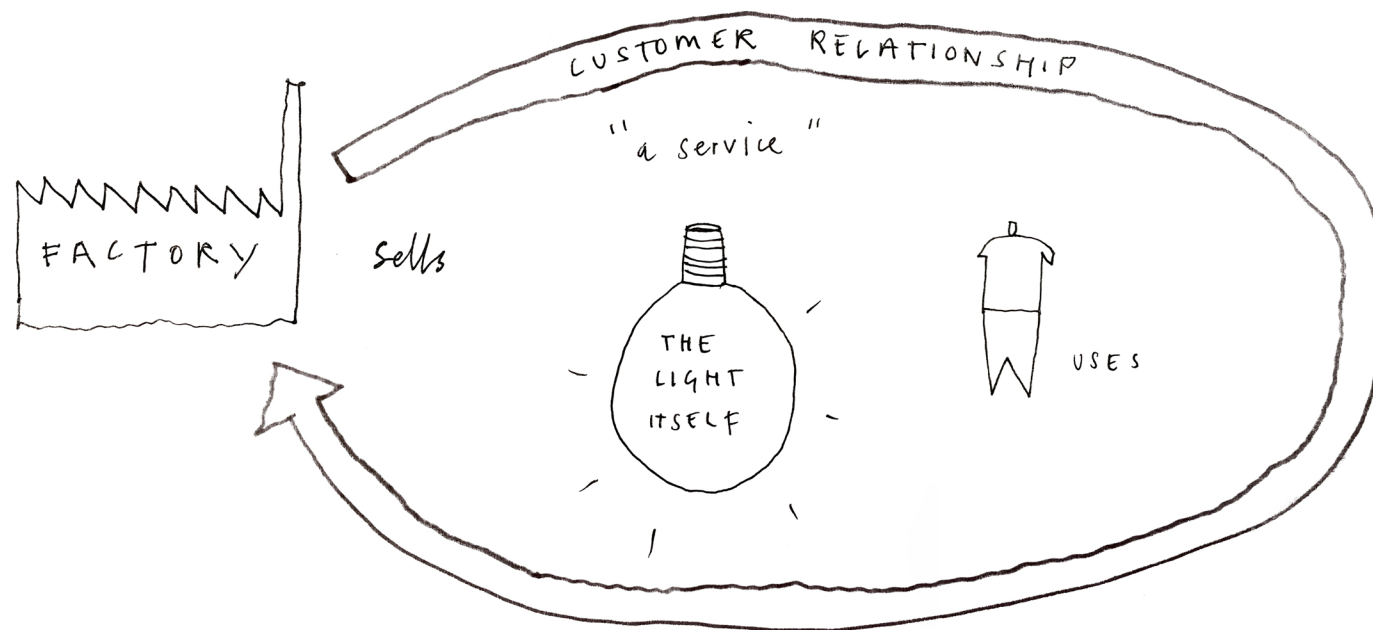 CUSTOMER RELATIONSHIP
"a service"
FACTORY
sells
THE
LIGHT
ITSELF
USES